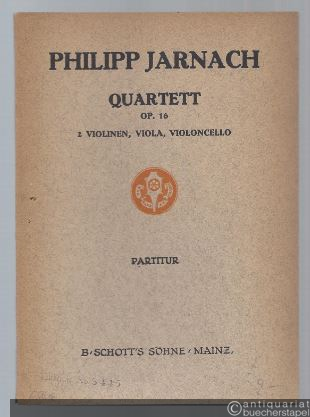 PHILIPP JARNACH
QUARTETT
OP. 16
2 VIOLINEN, VIOLA, VIOLONCELLO
PARTITUR
B·SCHOTT'S SÖHNE·MAINZ,
antiquariat
buecherstapel